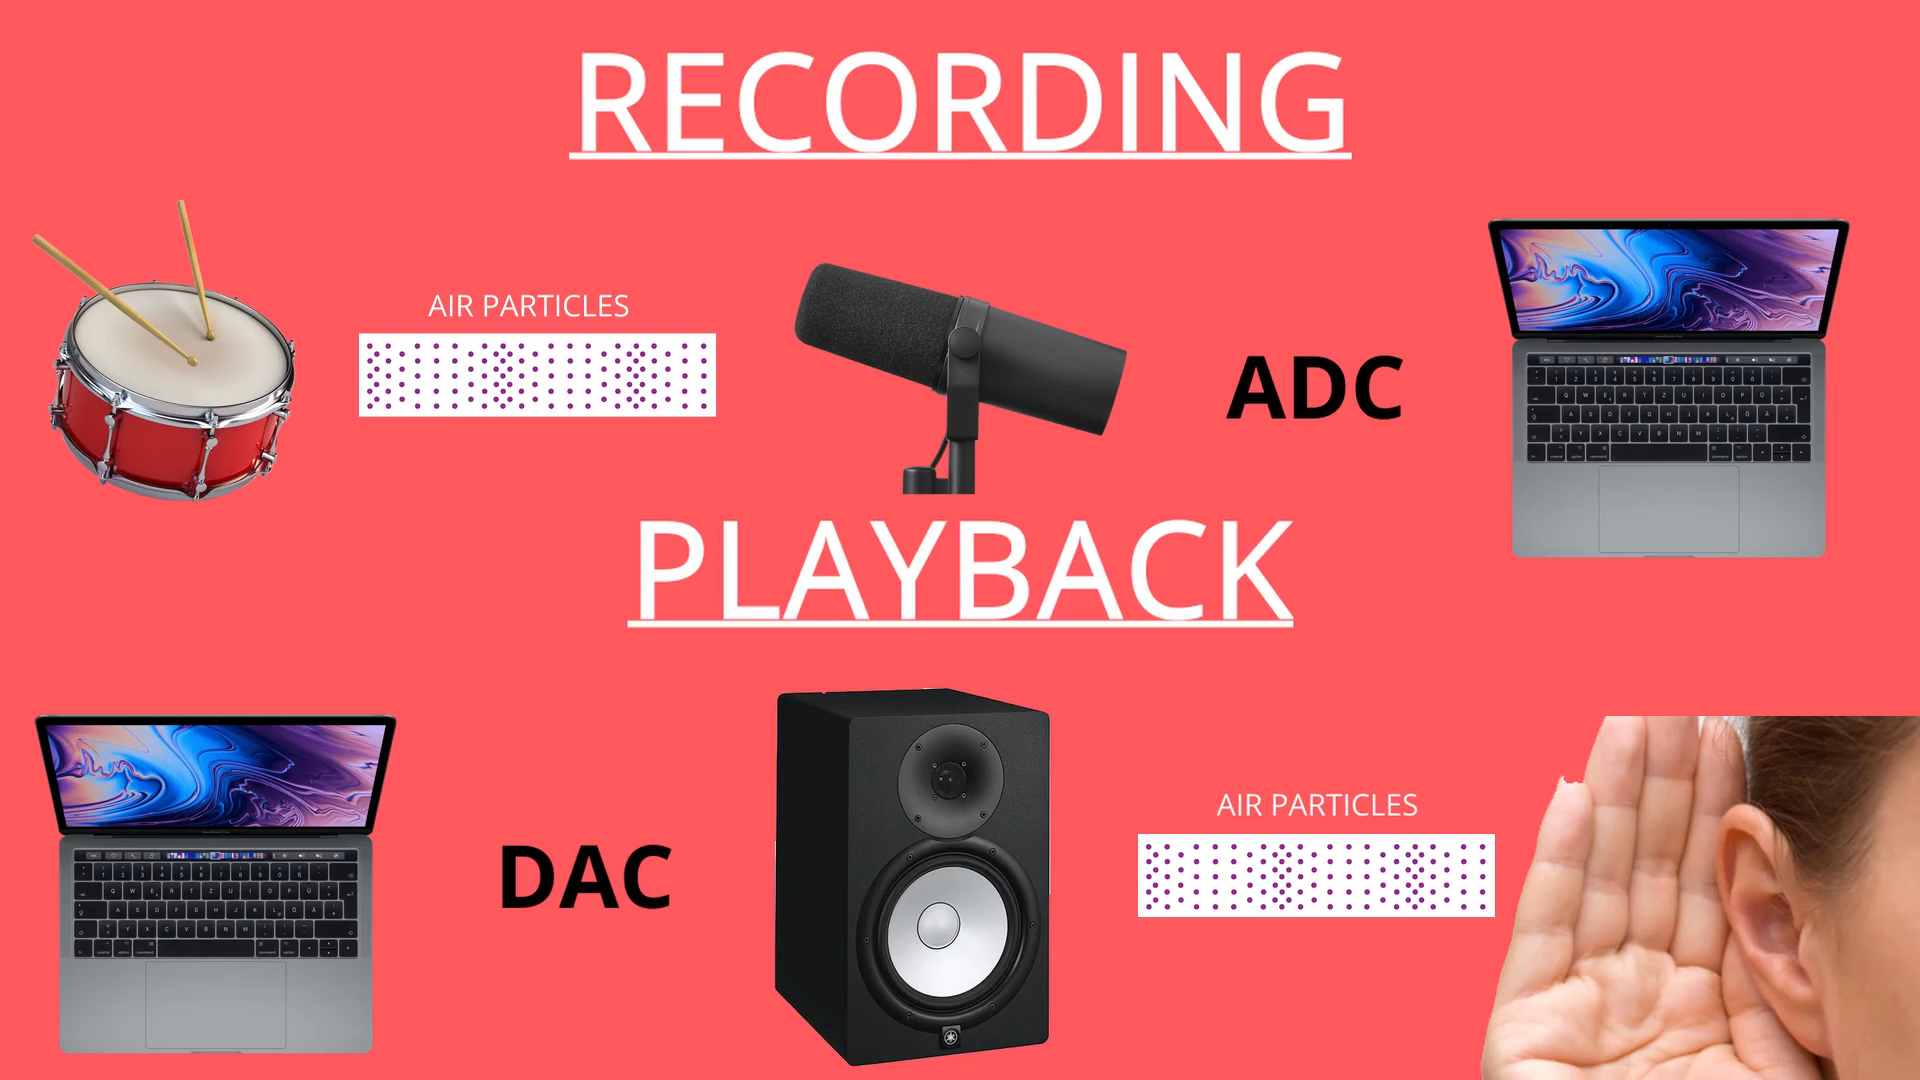 RECORDING
AIR PARTICLES
ADC
PLAYBACK
DAC
AIR PARTICLES